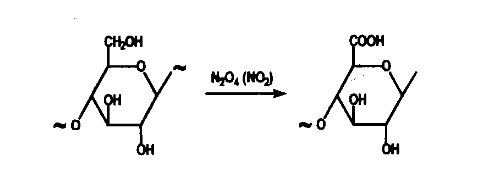 CH₂OH
O
~
OH
~ O
OH
N₂O₄ (NO₂)
COOH
O
OH
~ O
OH